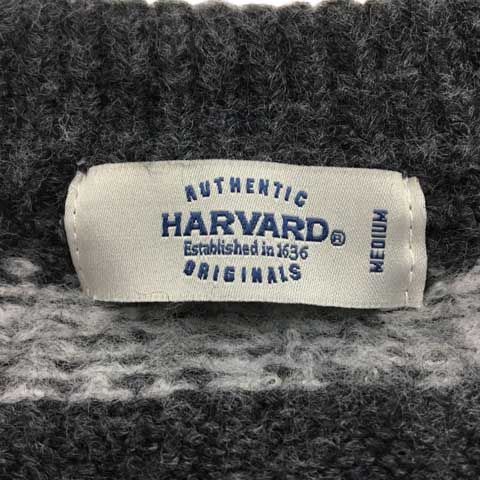 AUTHENTIC
HARVARD®
Established in 1636
ORIGINALS
MEDIUM